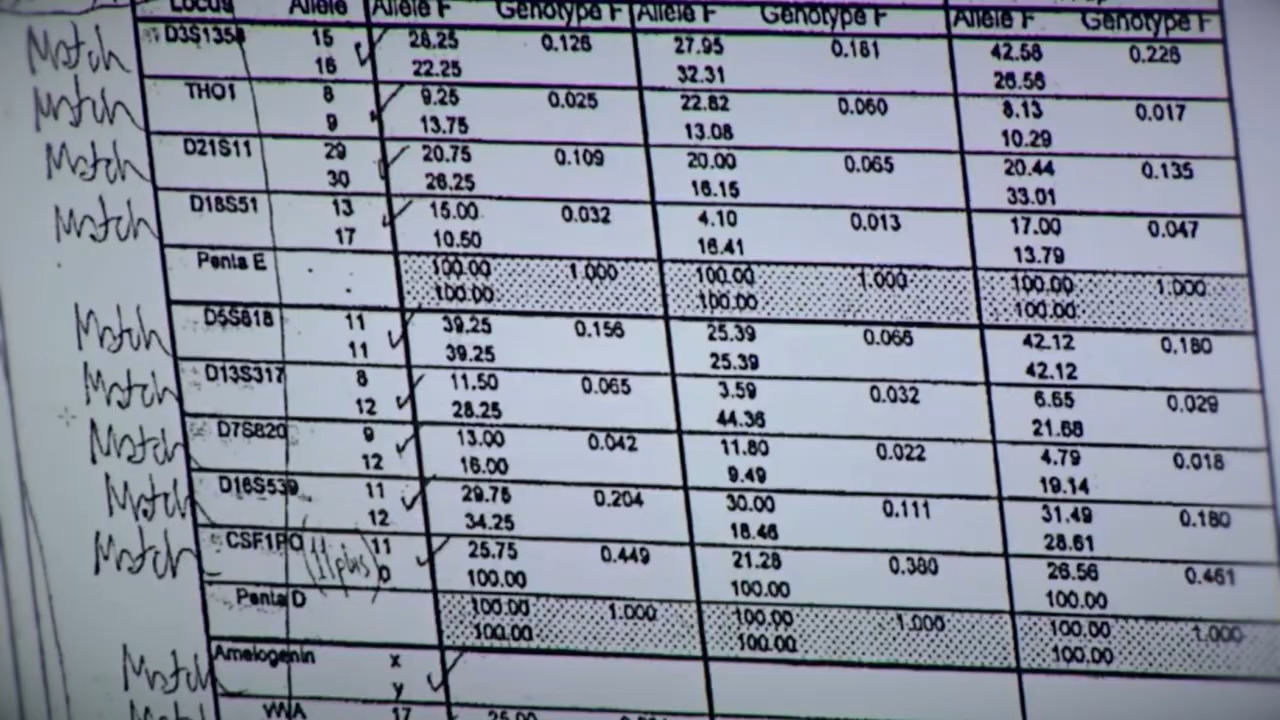 Locus Allele Allele F Genotype F Allele F Genotype F Allele F Genotype F
Match D3S1358 15 28.25 0.126 27.95 0.181 42.58 0.226
16 22.25 32.31 26.56
Match THO1 8 9.25 0.025 22.82 0.060 8.13 0.017
9 13.75 13.08 10.29
Match D21S11 29 20.75 0.109 20.00 0.065 20.44 0.135
30 26.25 16.15 33.01
Match D18S51 13 15.00 0.032 4.10 0.013 17.00 0.047
17 10.50 16.41 13.79
Penta E 100.00 1.000 100.00 1.000 100.00 1.000
100.00 100.00 100.00
Match D5S818 11 39.25 0.156 25.39 0.066 42.12 0.180
11 39.25 25.39 42.12
Match D13S317 8 11.50 0.065 3.59 0.032 6.65 0.029
12 28.25 44.36 21.68
Match D7S820 9 13.00 0.042 11.80 0.022 4.79 0.018
12 16.00 9.49 19.14
Match D16S539 11 29.75 0.204 30.00 0.111 31.49 0.180
12 34.25 18.46 28.61
Match CSF1PO (11 plus) 11 25.75 0.449 21.28 0.380 26.56 0.461
0 100.00 100.00 100.00
Penta D 100.00 1.000 100.00 1.000 100.00 1.000
100.00 100.00 100.00
Match Amelogenin x
y
Match VWA 17 25.00